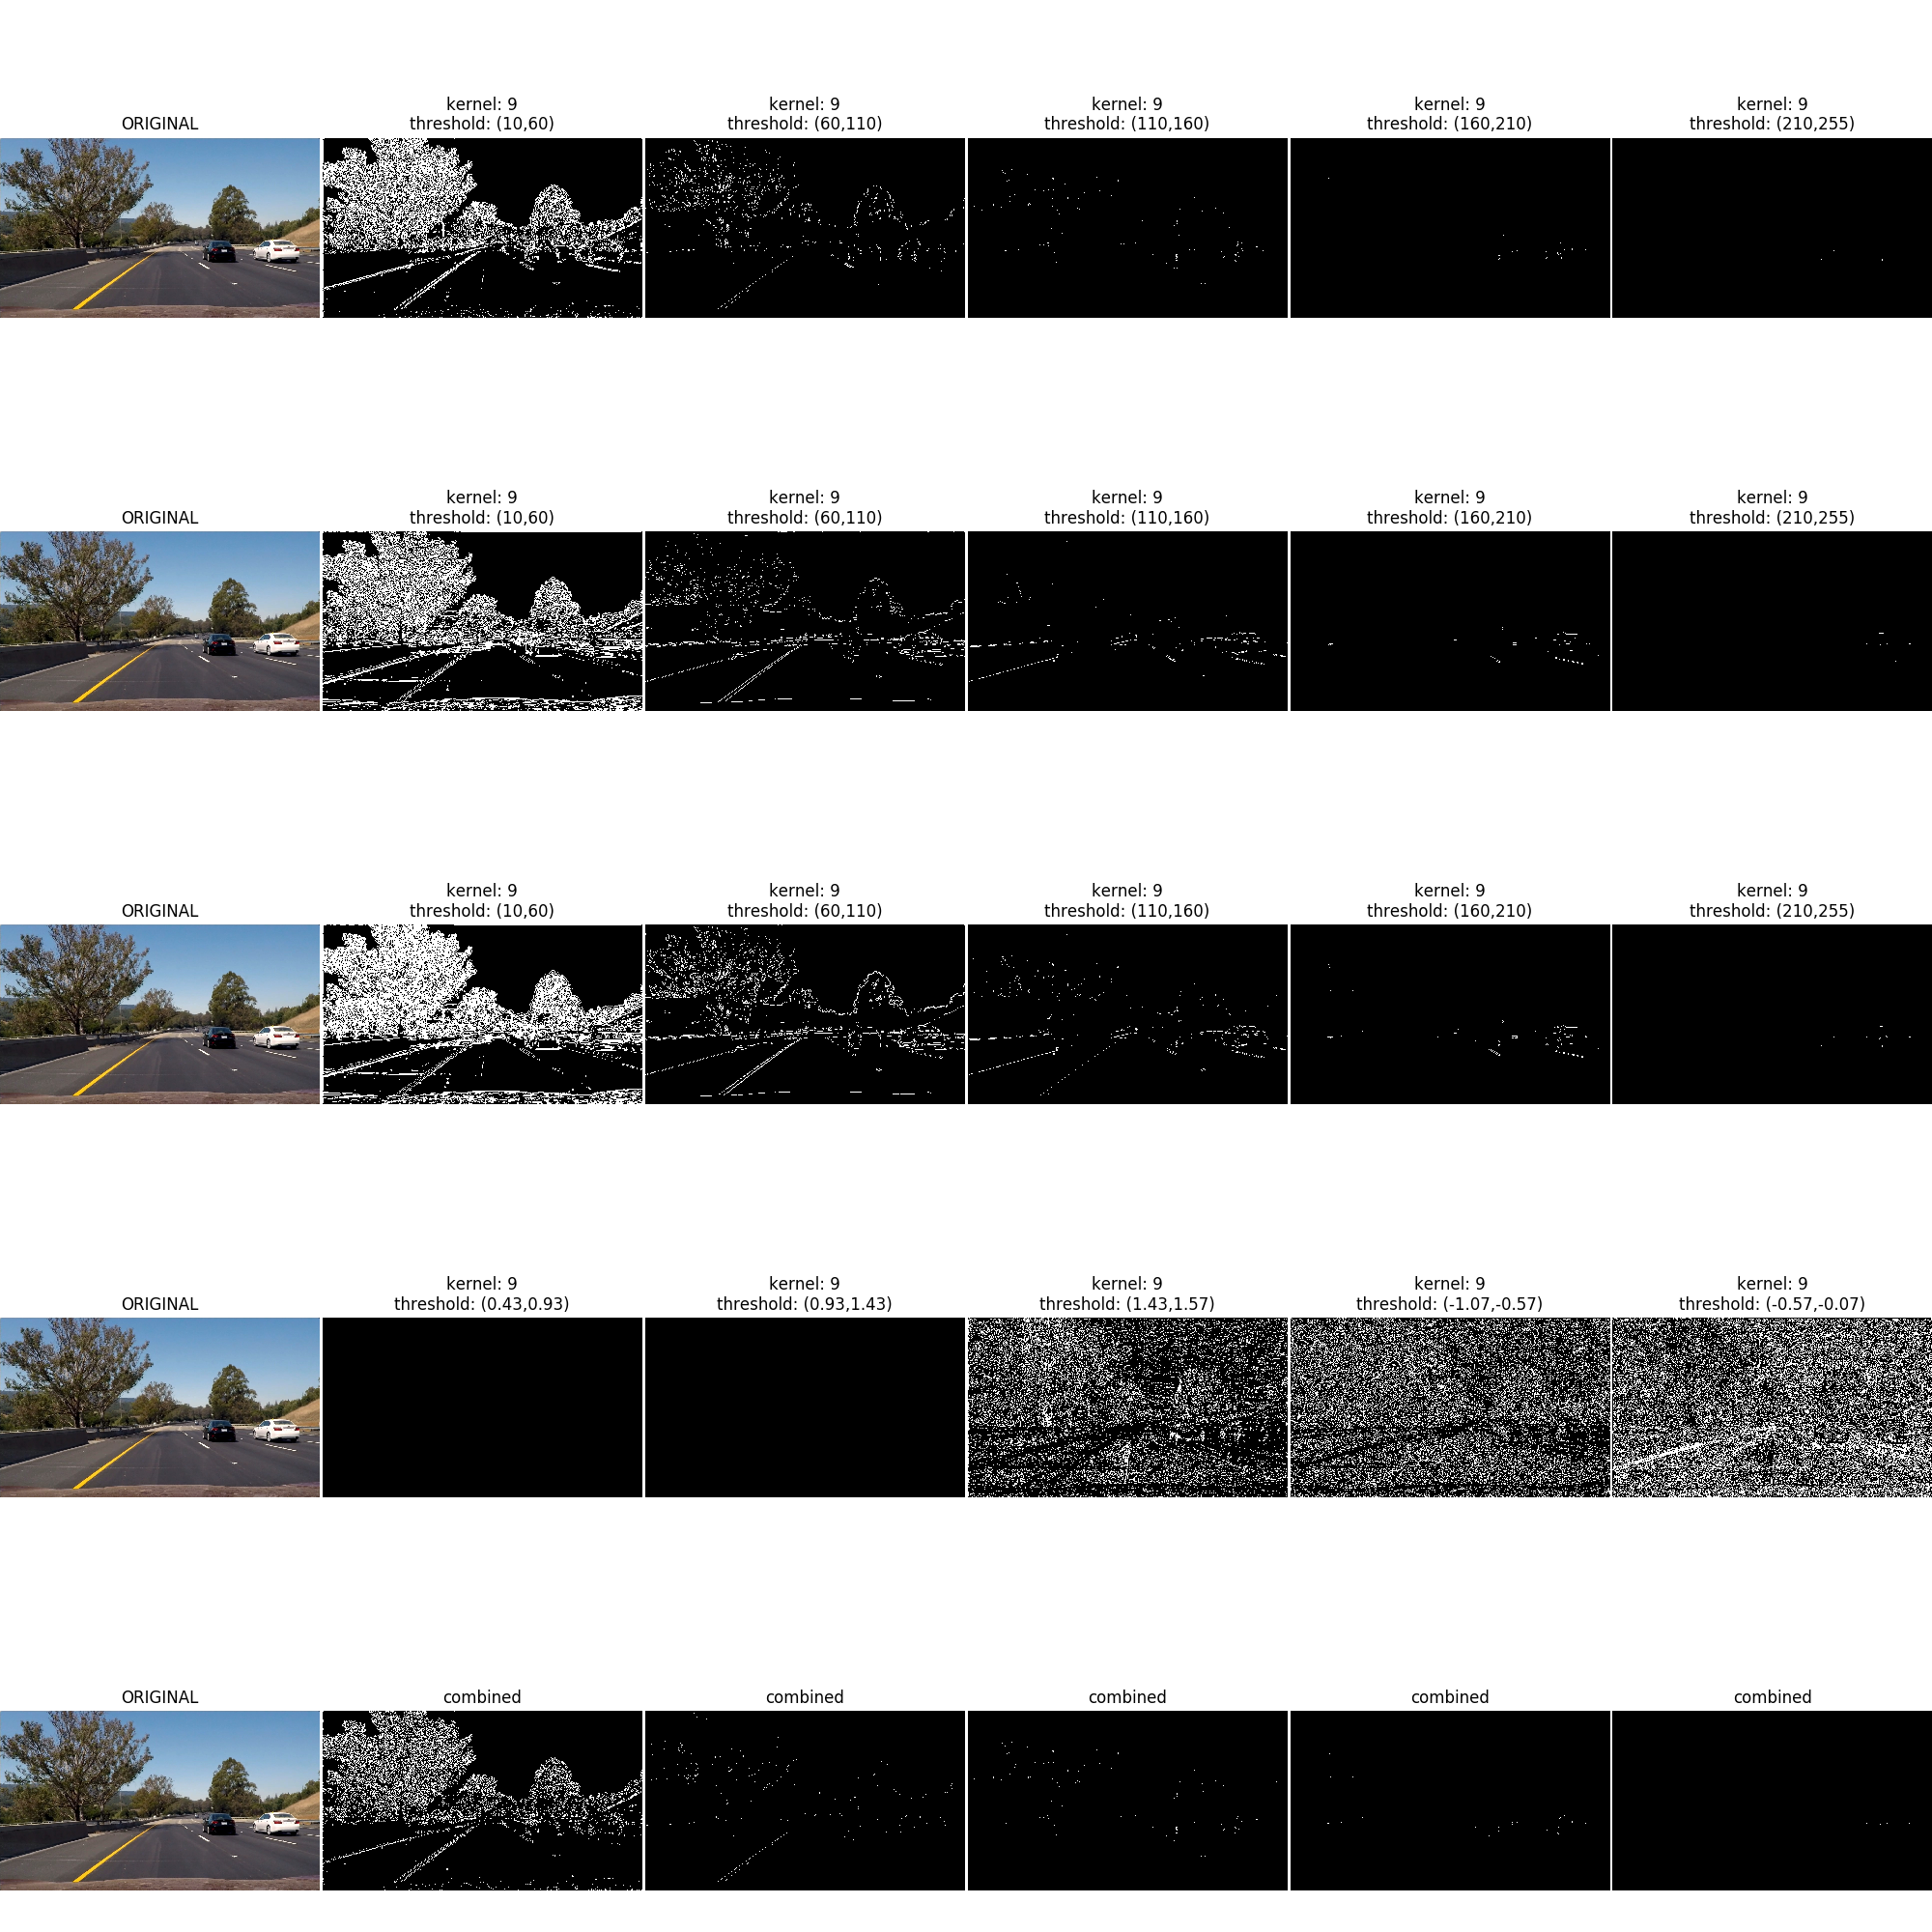 kernel: 9 kernel: 9 kernel: 9 kernel: 9 kernel: 9
ORIGINAL threshold: (10,60) threshold: (60,110) threshold: (110,160) threshold: (160,210) threshold: (210,255)
kernel: 9 kernel: 9 kernel: 9 kernel: 9 kernel: 9
ORIGINAL threshold: (10,60) threshold: (60,110) threshold: (110,160) threshold: (160,210) threshold: (210,255)
kernel: 9 kernel: 9 kernel: 9 kernel: 9 kernel: 9
ORIGINAL threshold: (10,60) threshold: (60,110) threshold: (110,160) threshold: (160,210) threshold: (210,255)
kernel: 9 kernel: 9 kernel: 9 kernel: 9 kernel: 9
ORIGINAL threshold: (0.43,0.93) threshold: (0.93,1.43) threshold: (1.43,1.57) threshold: (-1.07,-0.57) threshold: (-0.57,-0.07)
ORIGINAL combined combined combined combined combined